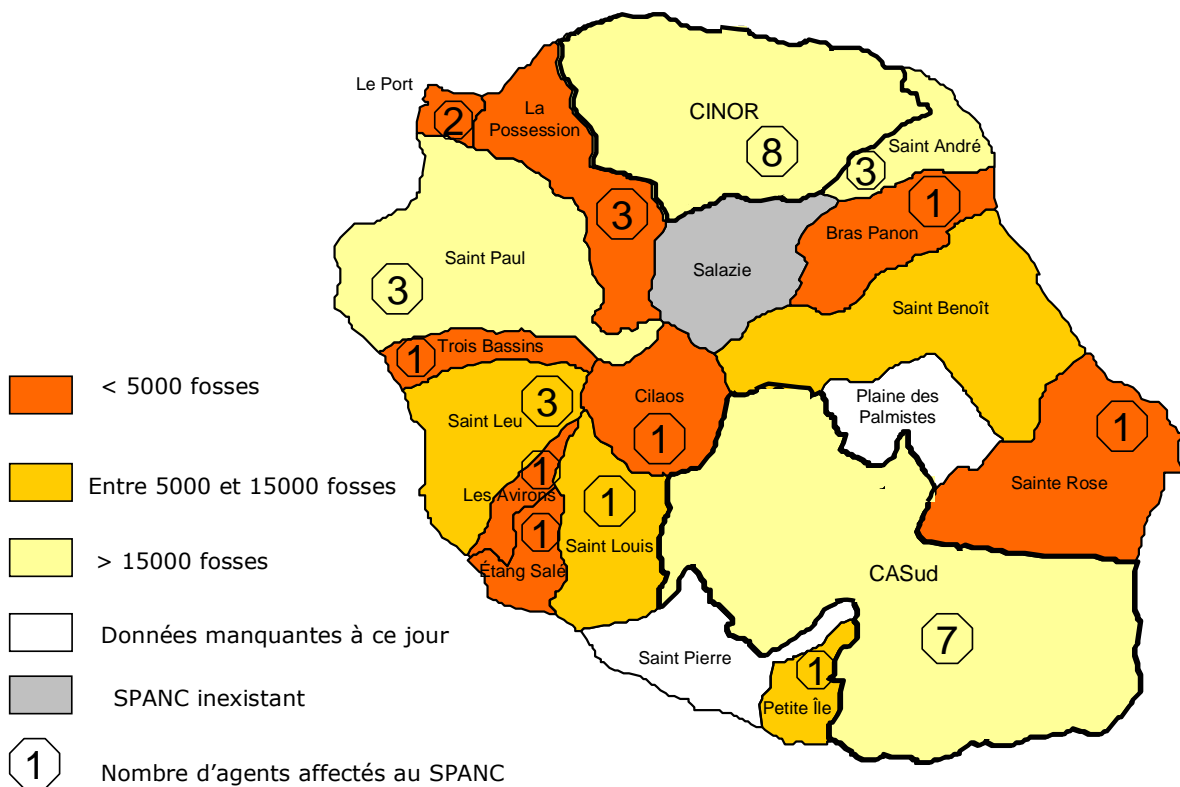 Le Port
La
Possession
2
CINOR
8
Saint André
3
3
1
Bras Panon
Saint Paul
Salazie
3
Saint Benoît
Trois Bassins
1
< 5000 fosses
Saint Leu
3
Cilaos
1
Plaine des
Palmistes
1
Sainte Rose
Entre 5000 et 15000 fosses
1
Les Avirons
1
1
Saint Louis
Étang Salé
> 15000 fosses
CASud
7
Données manquantes à ce jour
Saint Pierre
1
Petite Île
SPANC inexistant
1
Nombre d'agents affectés au SPANC